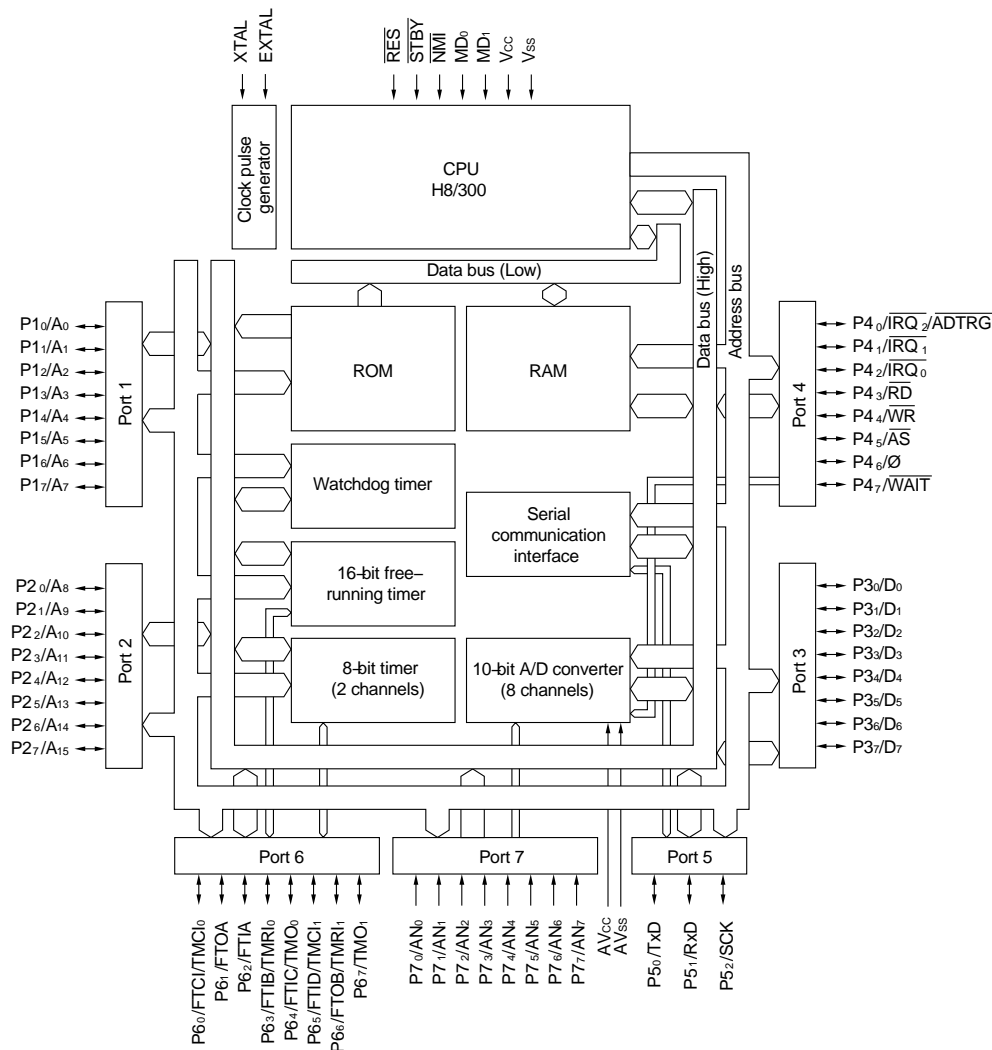 XTAL
EXTAL
RES
STBY
NMI
MD0
MD1
VCC
VSS
Clock pulse
generator
CPU
H8/300
Data bus (Low)
Data bus (High)
Address bus
P10/A0
P11/A1
P12/A2
P13/A3
P14/A4
P15/A5
P16/A6
P17/A7
Port 1
ROM
RAM
Port 4
P40/IRQ2/ADTRG
P41/IRQ1
P42/IRQ0
P43/RD
P44/WR
P45/AS
P46/Ø
P47/WAIT
Watchdog timer
Serial
communication
interface
16-bit free–
running timer
8-bit timer
(2 channels)
10-bit A/D converter
(8 channels)
P20/A8
P21/A9
P22/A10
P23/A11
P24/A12
P25/A13
P26/A14
P27/A15
Port 2
Port 3
P30/D0
P31/D1
P32/D2
P33/D3
P34/D4
P35/D5
P36/D6
P37/D7
Port 6
Port 7
Port 5
P60/FTCI/TMCI0
P61/FTOA
P62/FTIA
P63/FTIB/TMRI0
P64/FTIC/TMO0
P65/FTID/TMCI1
P66/FTOB/TMRI1
P67/TMO1
P70/AN0
P71/AN1
P72/AN2
P73/AN3
P74/AN4
P75/AN5
P76/AN6
P77/AN7
AVCC
AVSS
P50/TxD
P51/RxD
P52/SCK